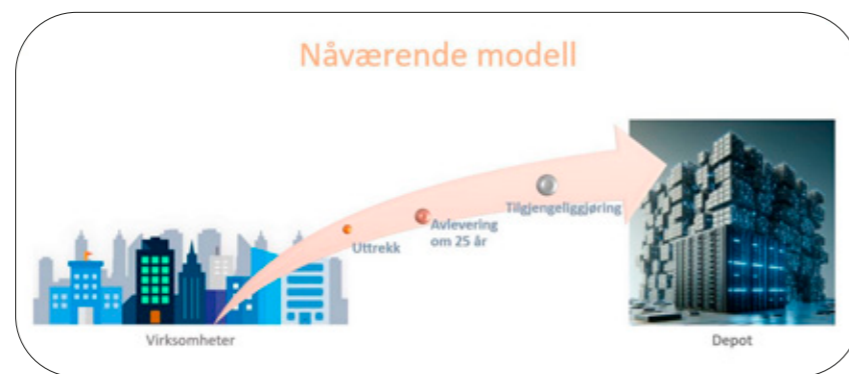 Nåværende modell
Tilgjengeliggjøring
Avlevering
om 25 år
Uttrekk
Virksomheter
Depot